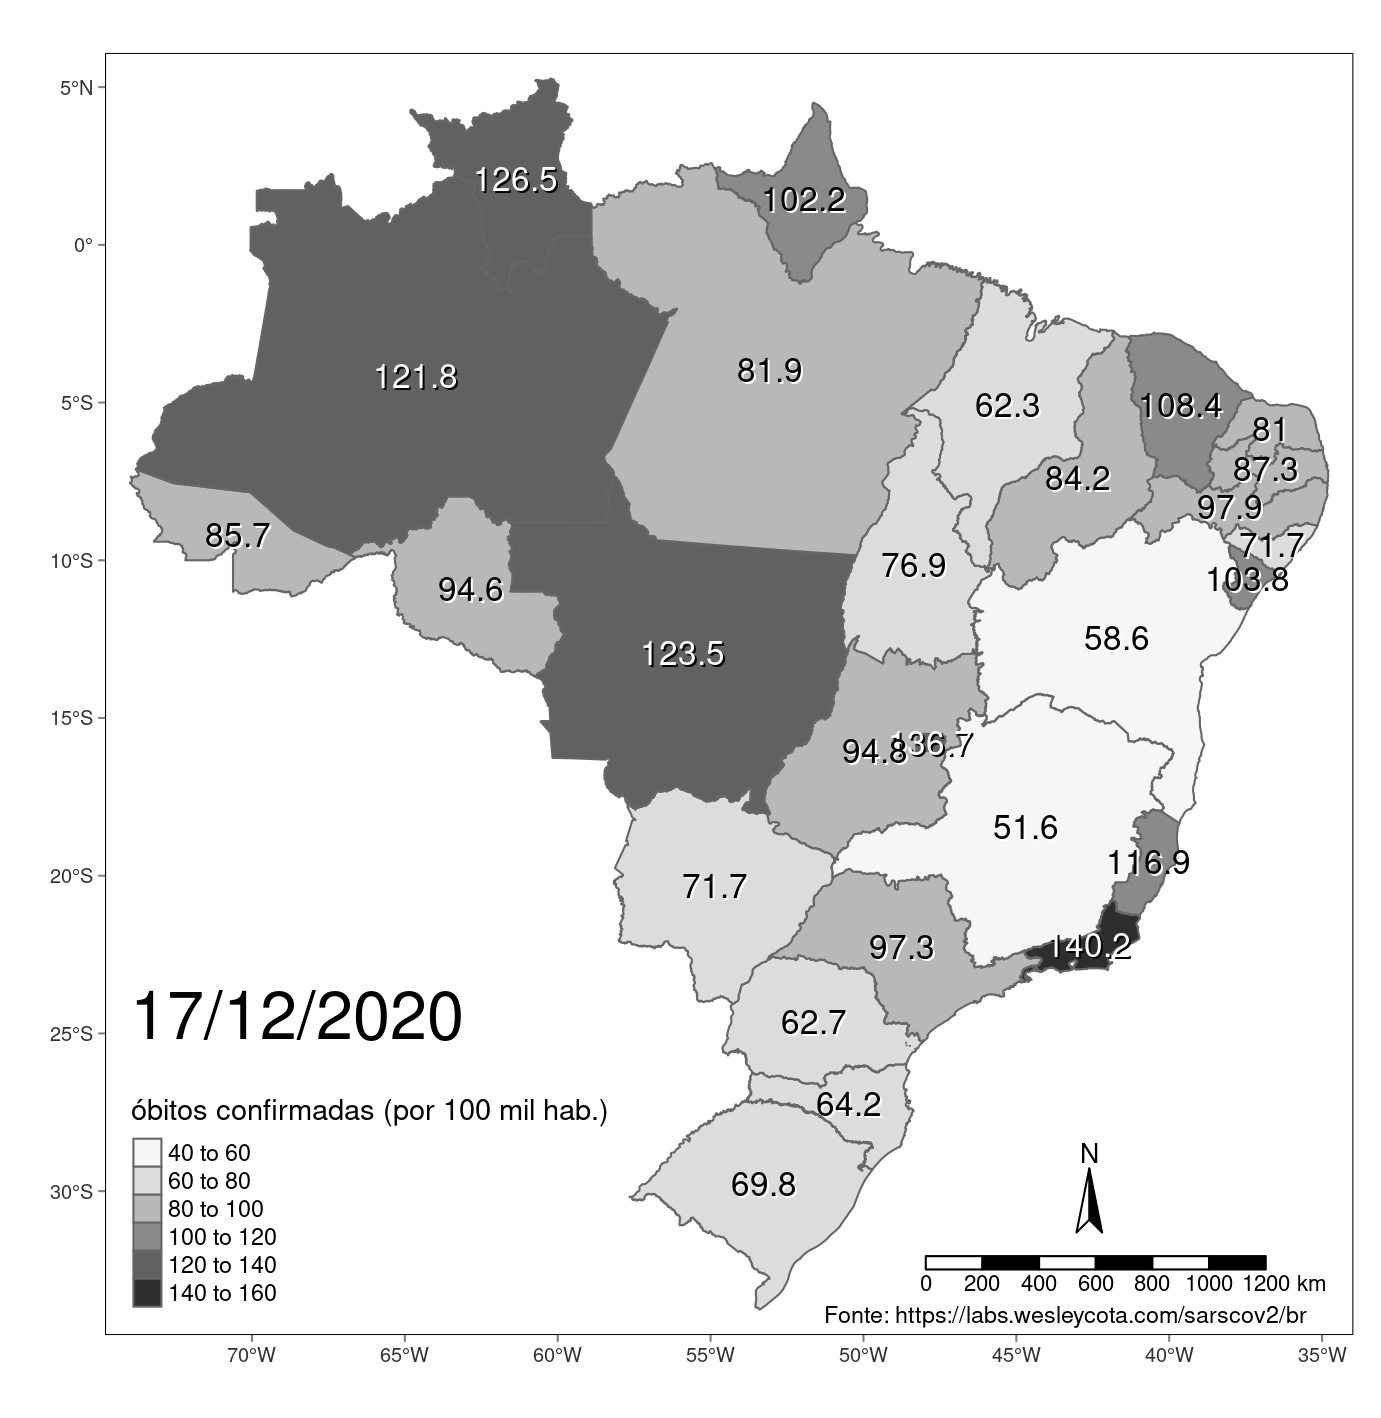 5°N
126.5
102.2
0°
121.8
81.9
5°S
62.3
108.4
81
87.3
84.2
97.9
85.7
71.7
10°S
76.9
103.8
94.6
58.6
123.5
15°S
94.8
136.7
51.6
116.9
20°S
71.7
97.3
140.2
17/12/2020
62.7
25°S
64.2
óbitos confirmadas (por 100 mil hab.)
40 to 60
60 to 80
80 to 100
100 to 120
120 to 140
140 to 160
69.8
30°S
N
0 200 400 600 800 1000 1200 km
Fonte: https://labs.wesleycota.com/sarscov2/br
70°W 65°W 60°W 55°W 50°W 45°W 40°W 35°W